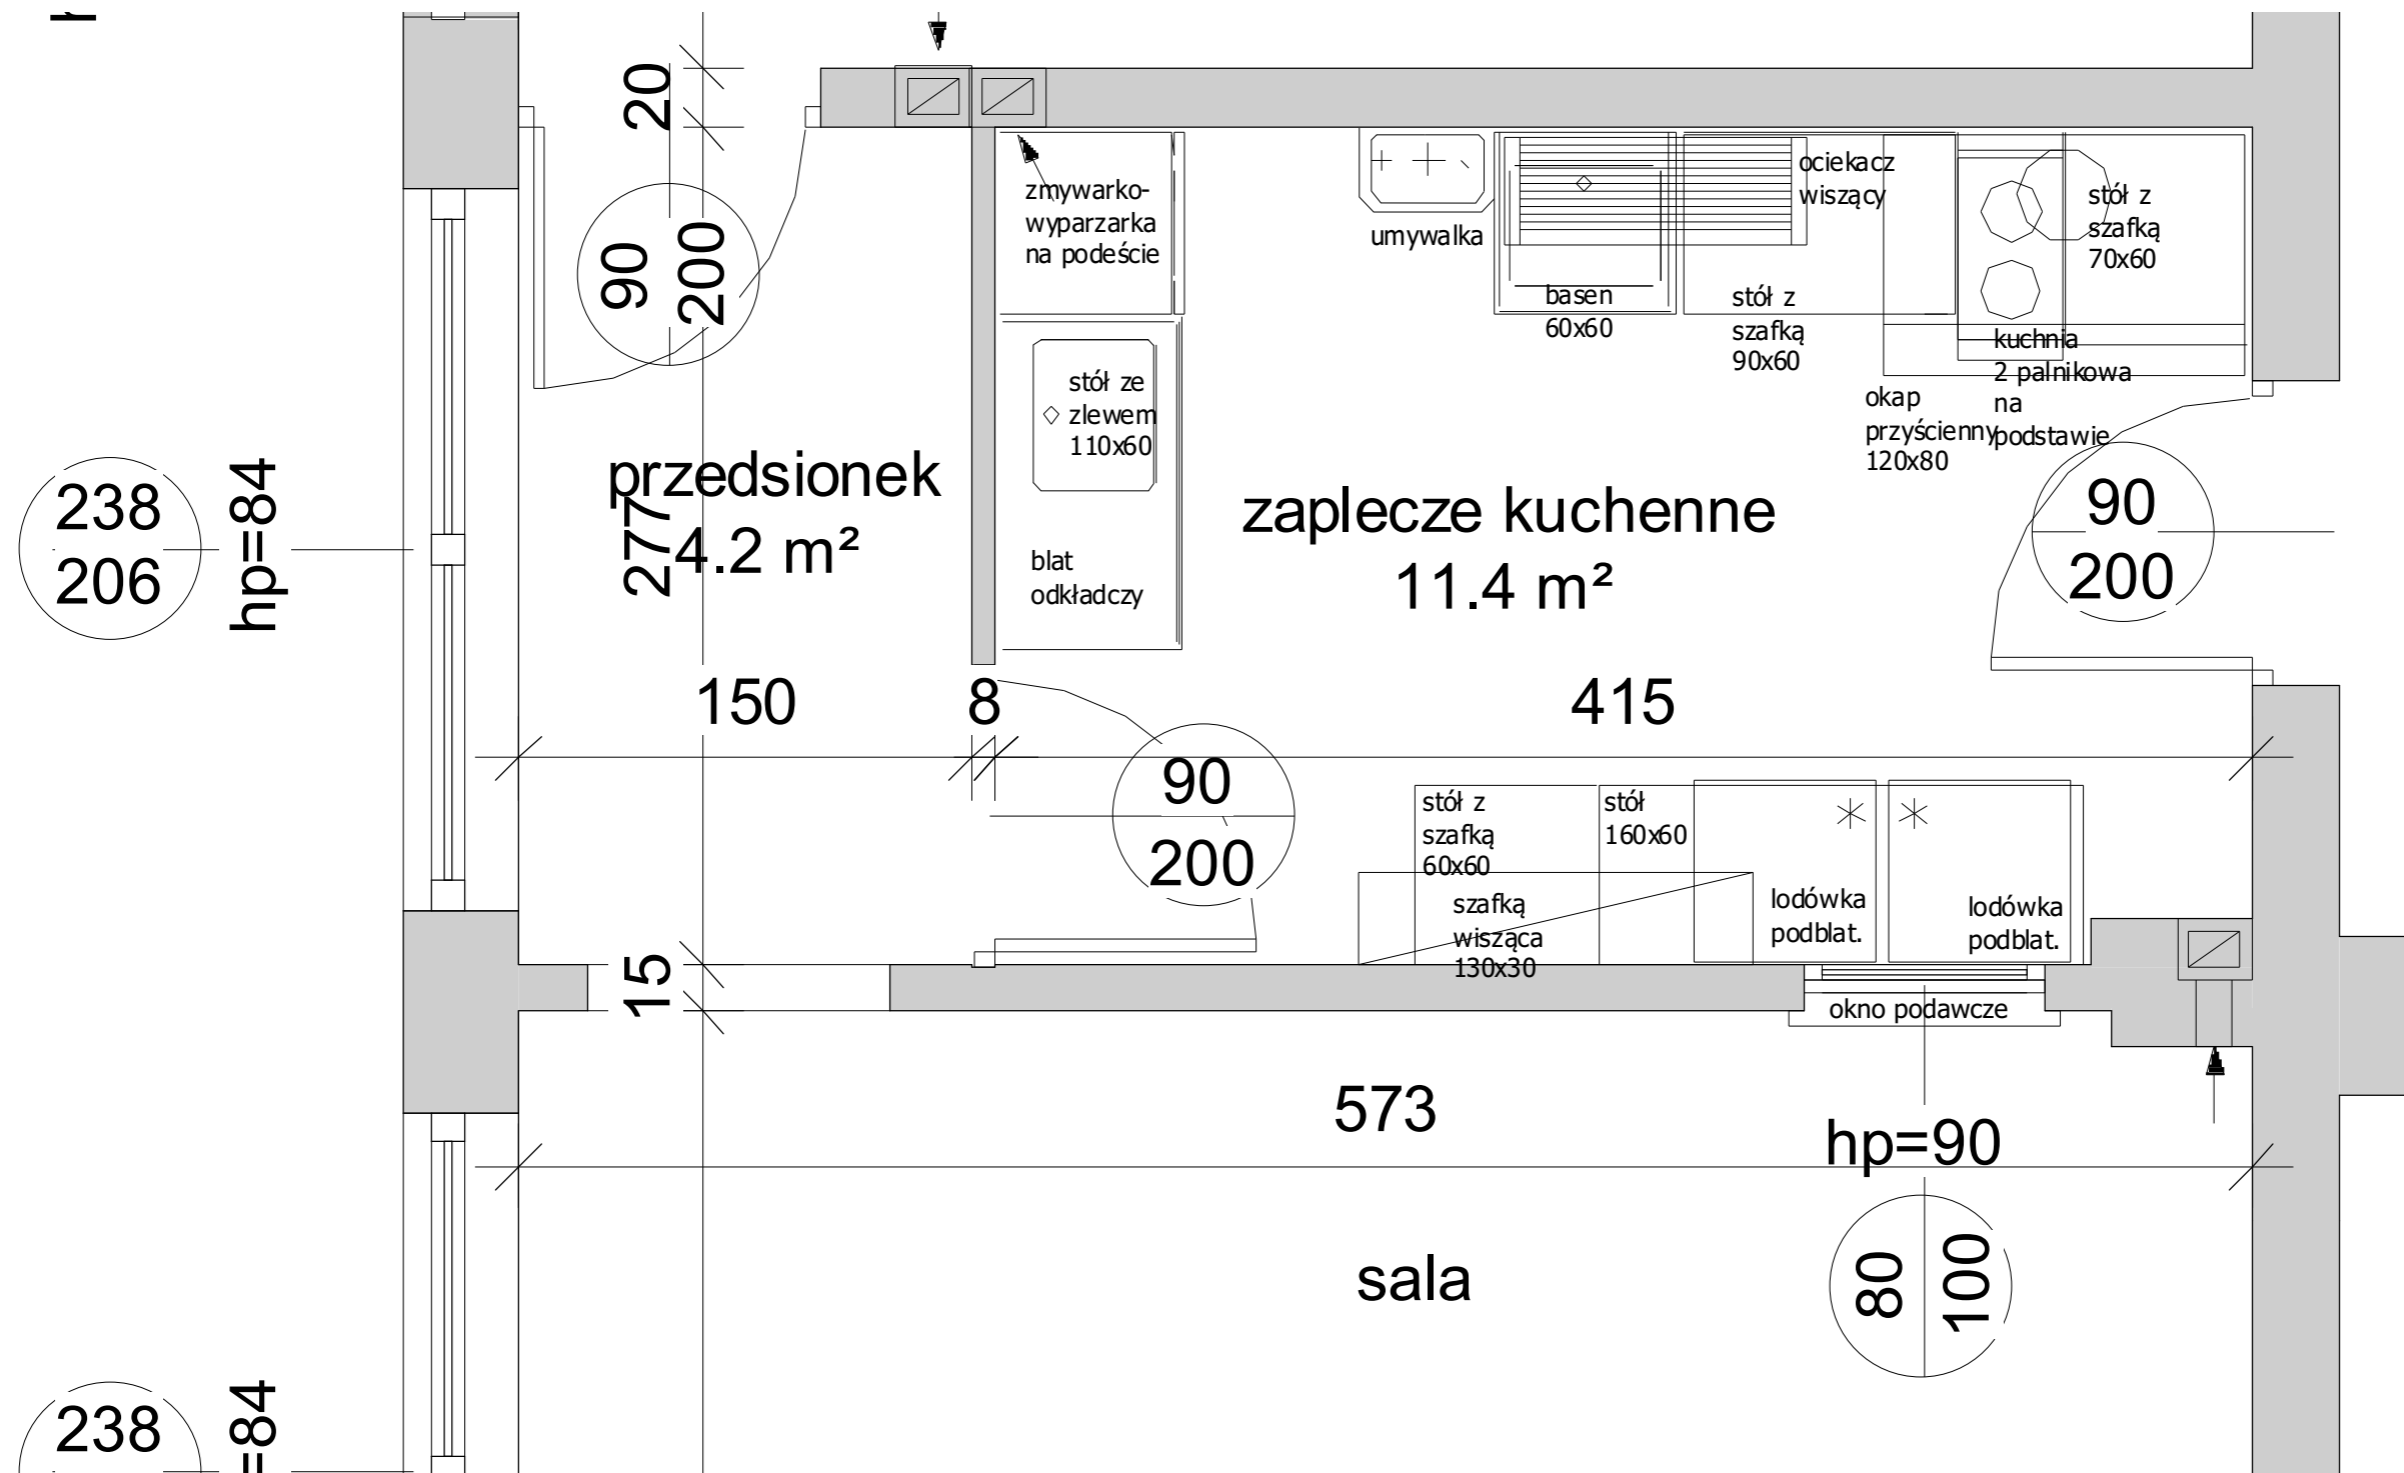 20
90
200
zmywarko-
wyparzarka
na podeście
umywalka
ociekacz
wiszący
basen
60x60
stół z
szafką
90x60
stół z
szafką
70x60
kuchnia
2 palnikowa
na
podstawie
okap
przyścienny
120x80
stół ze
zlewem
110x60
blat
odkładczy
238
206
hp=84
przedsionek
4.2 m²
277
zaplecze kuchenne
11.4 m²
90
200
150
8
415
90
200
stół z
szafką
60x60
stół
160x60
szafką
wisząca
130x30
lodówka
podblat.
lodówka
podblat.
15
okno podawcze
573
hp=90
80
100
sala
238
=84